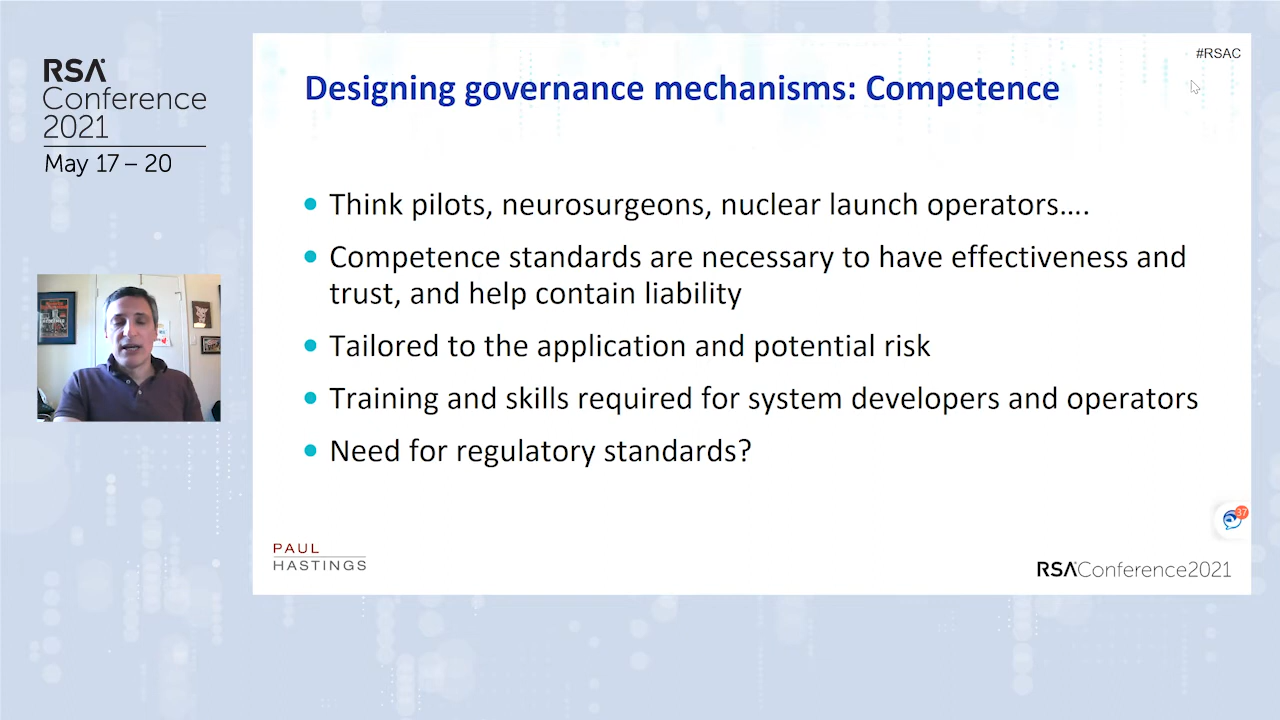 RSA
Conference
2021
May 17 – 20
#RSAC
Designing governance mechanisms: Competence
• Think pilots, neurosurgeons, nuclear launch operators....
• Competence standards are necessary to have effectiveness and
trust, and help contain liability
• Tailored to the application and potential risk
• Training and skills required for system developers and operators
• Need for regulatory standards?
37
PAUL
HASTINGS
RSAConference2021